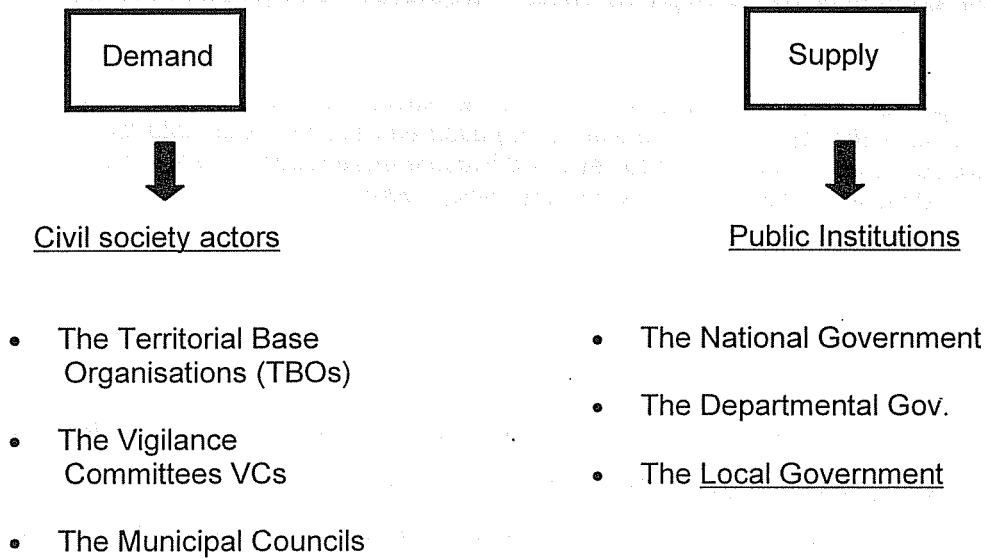 Demand
Civil society actors
• The Territorial Base
Organisations (TBOs)
• The Vigilance
Committees VCs
• The Municipal Councils
Supply
Public Institutions
• The National Government
• The Departmental Gov.
• The Local Government